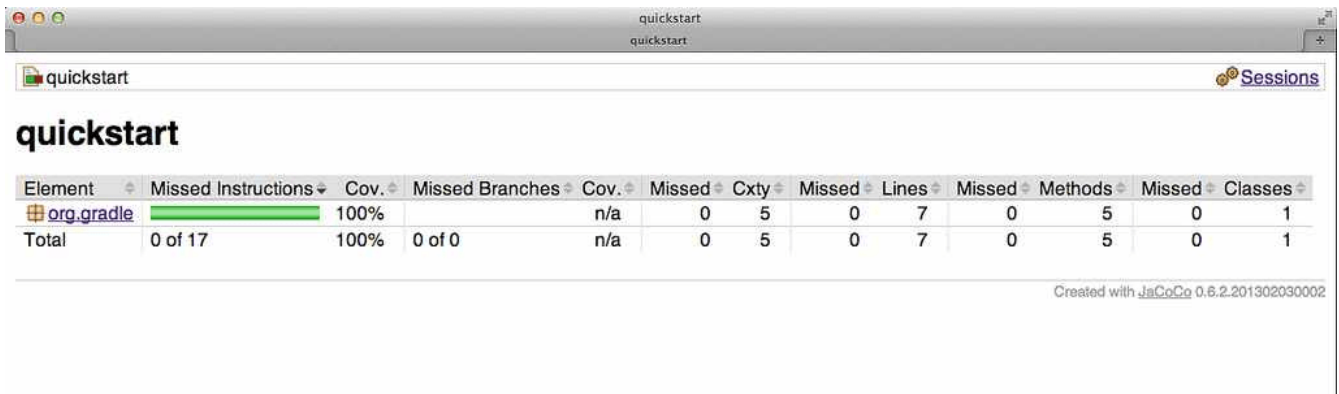 quickstart
quickstart
quickstart Sessions
quickstart
Element Missed Instructions Cov. Missed Branches Cov. Missed Cxty Missed Lines Missed Methods Missed Classes
org.gradle 100% n/a 0 5 0 7 0 5 0 1
Total 0 of 17 100% 0 of 0 n/a 0 5 0 7 0 5 0 1
Created with JaCoCo 0.6.2.201302030002